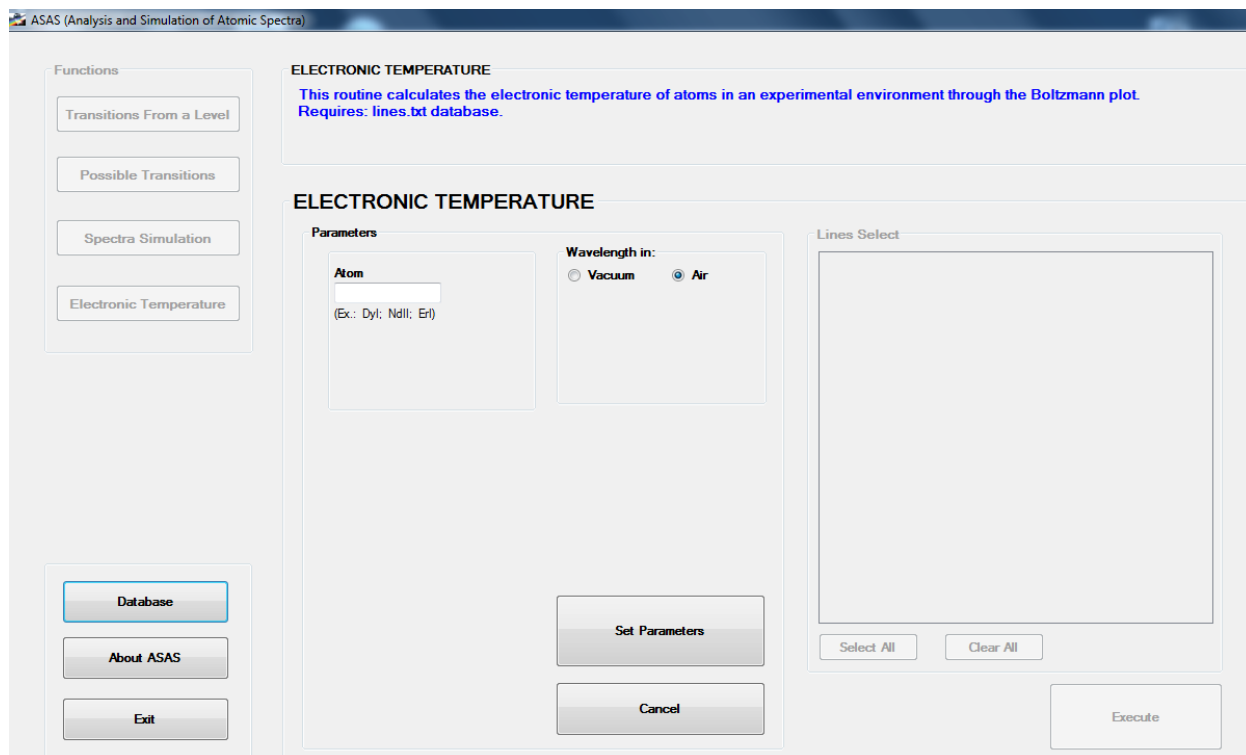 ASAS (Analysis and Simulation of Atomic Spectra)
Functions
Transitions From a Level
Possible Transitions
Spectra Simulation
Electronic Temperature
Database
About ASAS
Exit
ELECTRONIC TEMPERATURE
This routine calculates the electronic temperature of atoms in an experimental environment through the Boltzmann plot.
Requires: lines.txt database.
ELECTRONIC TEMPERATURE
Parameters
Atom
(Ex.: DyI; NdII; ErI)
Wavelength in:
Vacuum Air
Set Parameters
Cancel
Lines Select
Select All Clear All
Execute